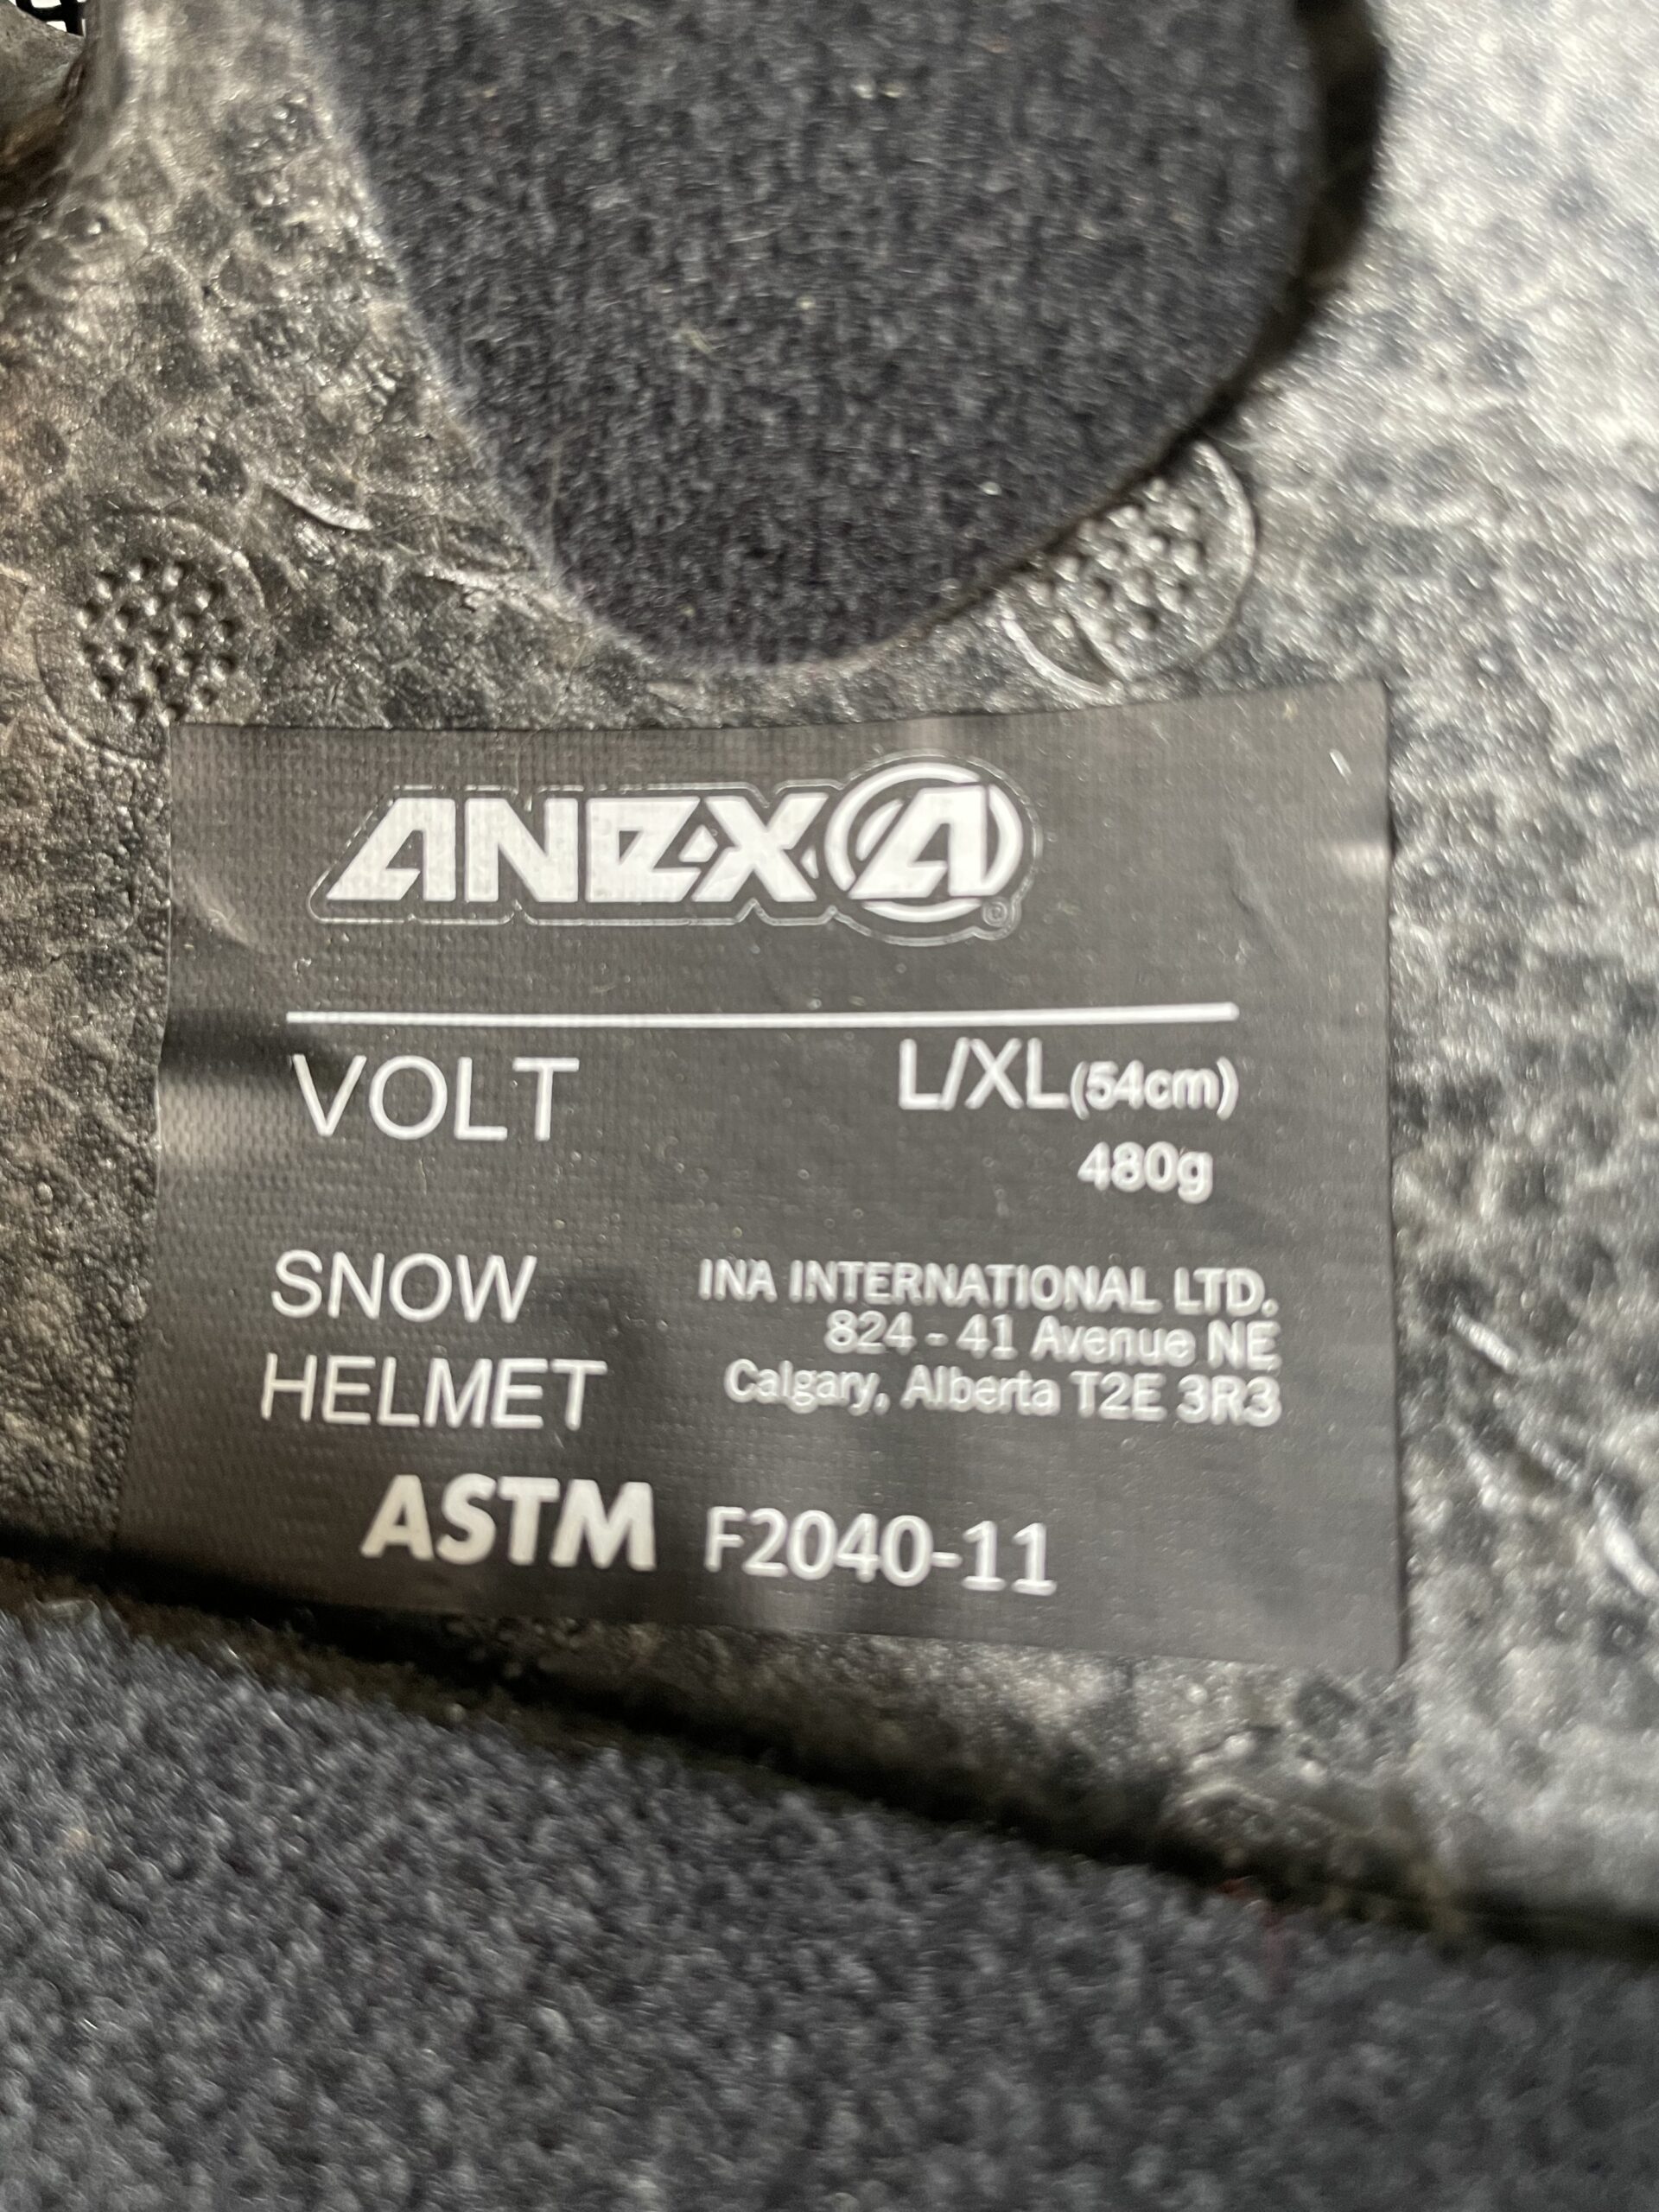 ANEX A ®
VOLT
L/XL(54cm)
480g
SNOW
HELMET
INA INTERNATIONAL LTD.
824 - 41 Avenue NE
Calgary, Alberta T2E 3R3
ASTM F2040-11